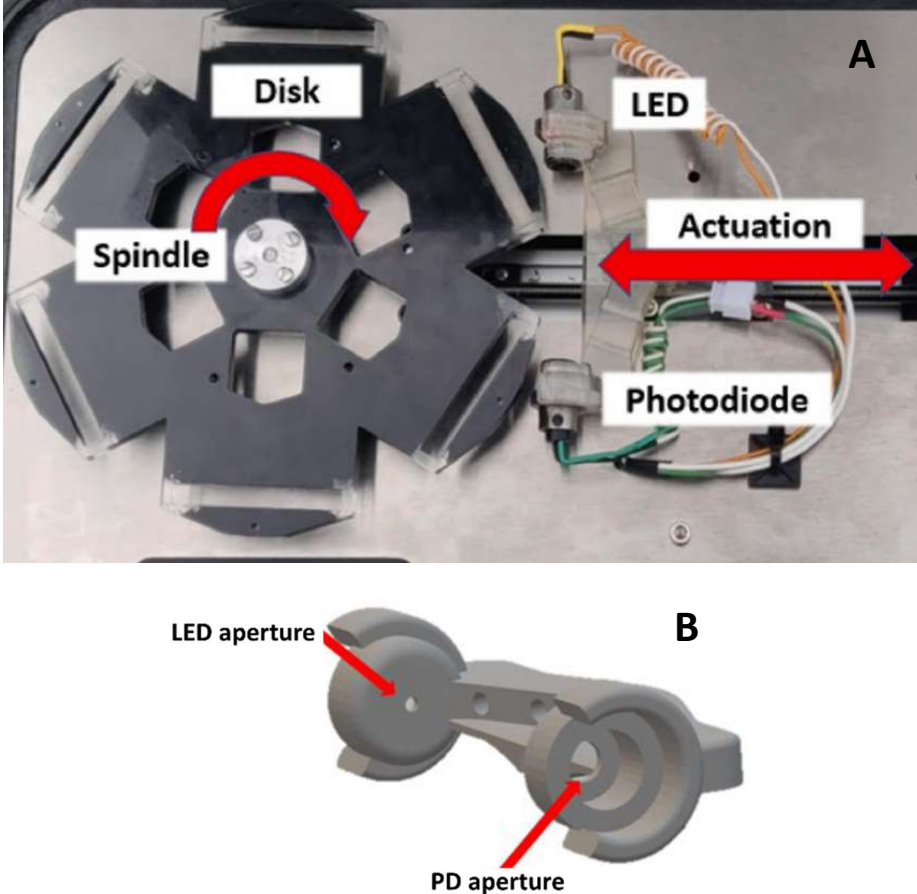 A
Disk
LED
Actuation
Spindle
Photodiode
B
LED aperture
PD aperture